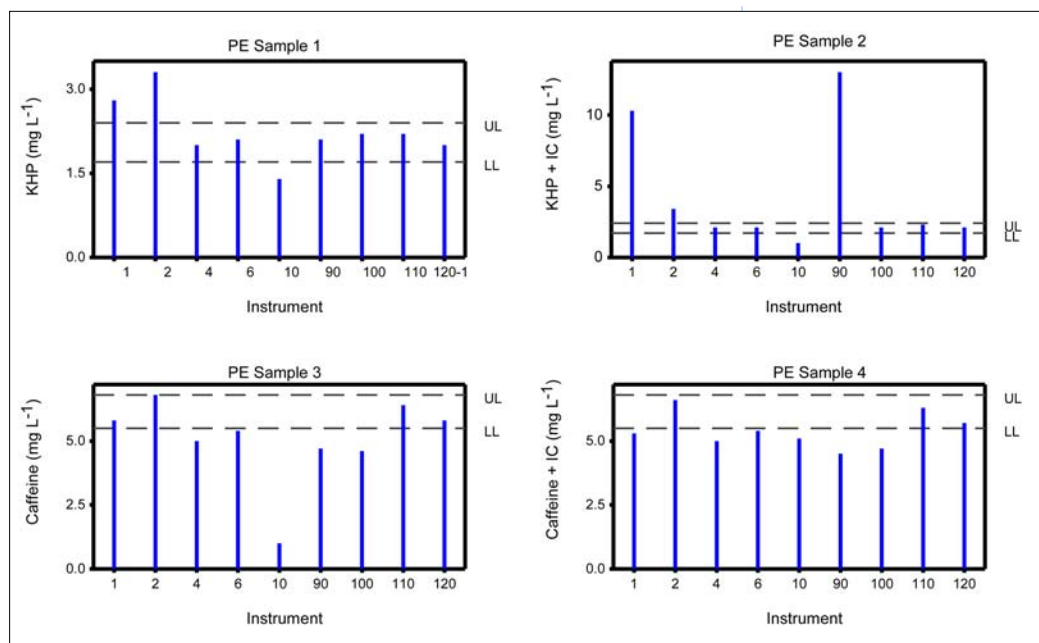 PE Sample 1
KHP (mg L⁻¹)
3.0
1.5
0.0
UL
LL
1 2 4 6 10 90 100 110 120-1
Instrument
PE Sample 2
KHP + IC (mg L⁻¹)
10
5
0
UL
LL
1 2 4 6 10 90 100 110 120
Instrument
PE Sample 3
Caffeine (mg L⁻¹)
5.0
2.5
0.0
UL
LL
1 2 4 6 10 90 100 110 120
Instrument
PE Sample 4
Caffeine + IC (mg L⁻¹)
5.0
2.5
0.0
UL
LL
1 2 4 6 10 90 100 110 120
Instrument